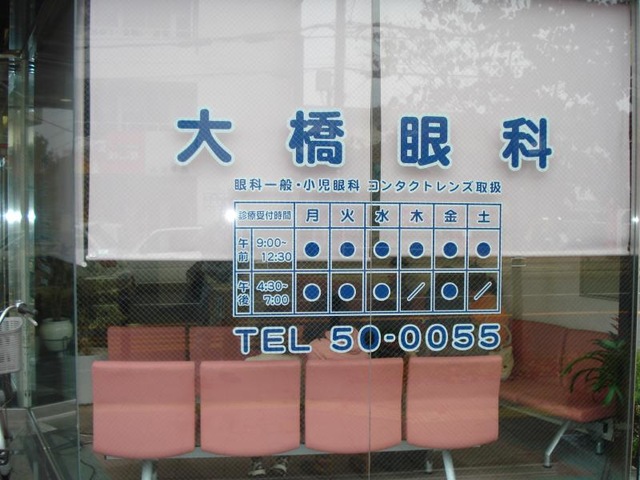 大橋眼科
眼科一般・小児眼科 コンタクトレンズ取扱
診療受付時間 月 火 水 木 金 土
午前 9:00~12:30 ● ● ● ● ● ●
午後 4:30~7:00 ● ● ● / ● /
TEL 50-0055